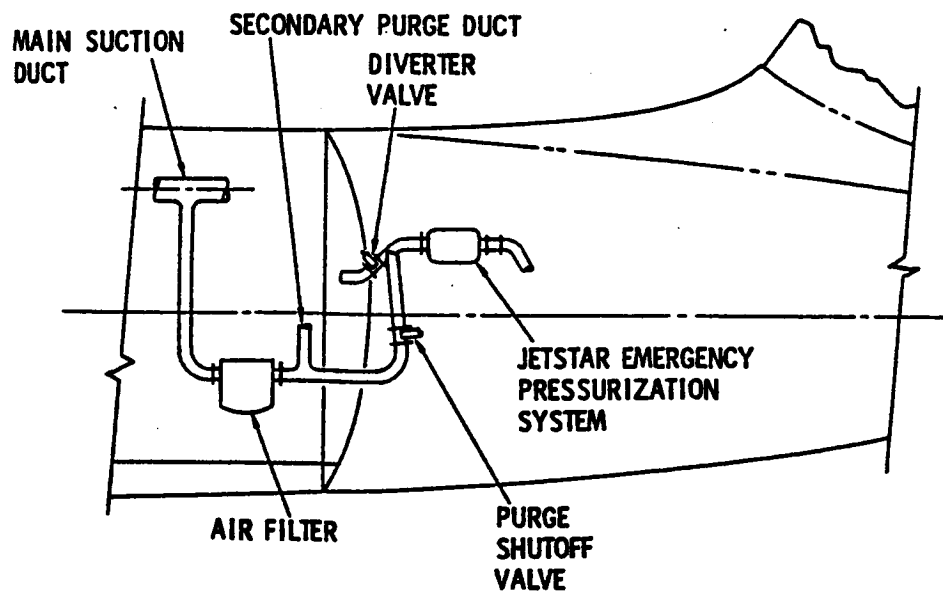 MAIN SUCTION
DUCT
SECONDARY PURGE DUCT
DIVERTER
VALVE
JETSTAR EMERGENCY
PRESSURIZATION
SYSTEM
AIR FILTER
PURGE
SHUTOFF
VALVE